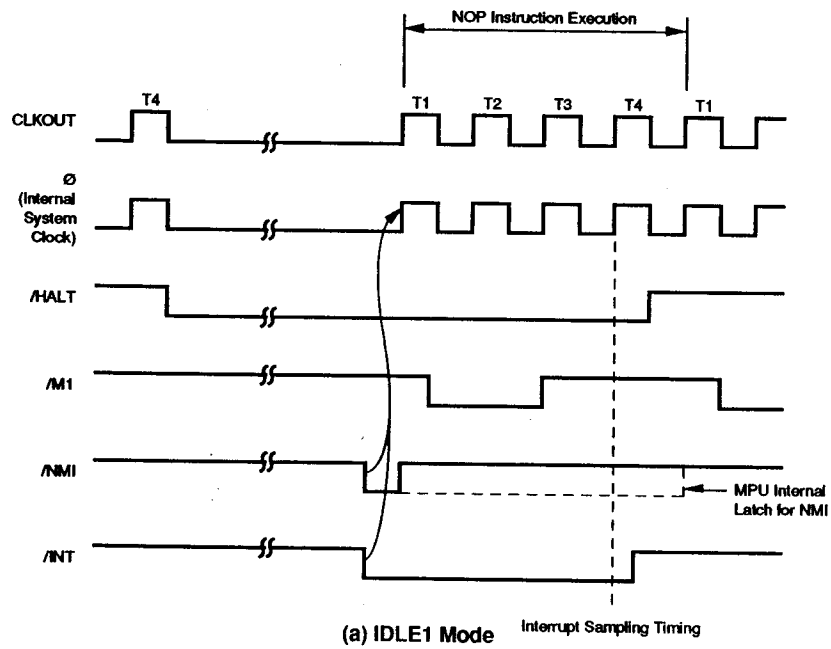 NOP Instruction Execution
T4
T1
T2
T3
T4
T1
CLKOUT
Ø
(Internal
System
Clock)
/HALT
/M1
/NMI
MPU Internal
Latch for NMI
/INT
(a) IDLE1 Mode
Interrupt Sampling Timing